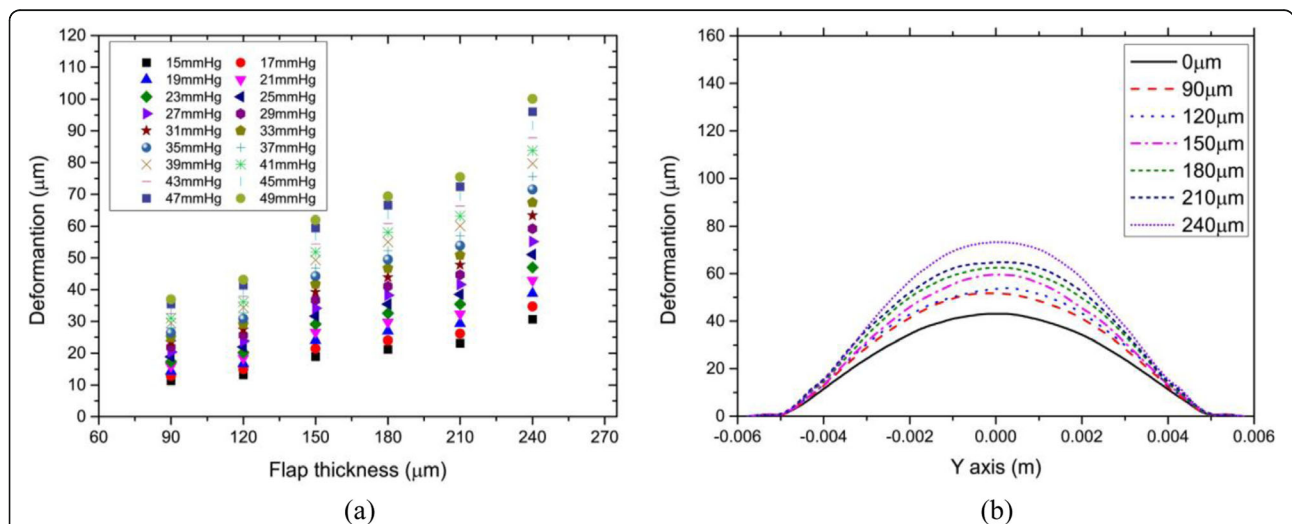 120
110
100
90
80
70
60
50
40
30
20
10
0
Deformantion (μm)
15mmHg 17mmHg
19mmHg 21mmHg
23mmHg 25mmHg
27mmHg 29mmHg
31mmHg 33mmHg
35mmHg 37mmHg
39mmHg 41mmHg
43mmHg 45mmHg
47mmHg 49mmHg
60 90 120 150 180 210 240 270
Flap thickness (μm)
(a)
160
140
120
100
80
60
40
20
0
Deformantion (μm)
0μm
90μm
120μm
150μm
180μm
210μm
240μm
-0.006 -0.004 -0.002 0.000 0.002 0.004 0.006
Y axis (m)
(b)